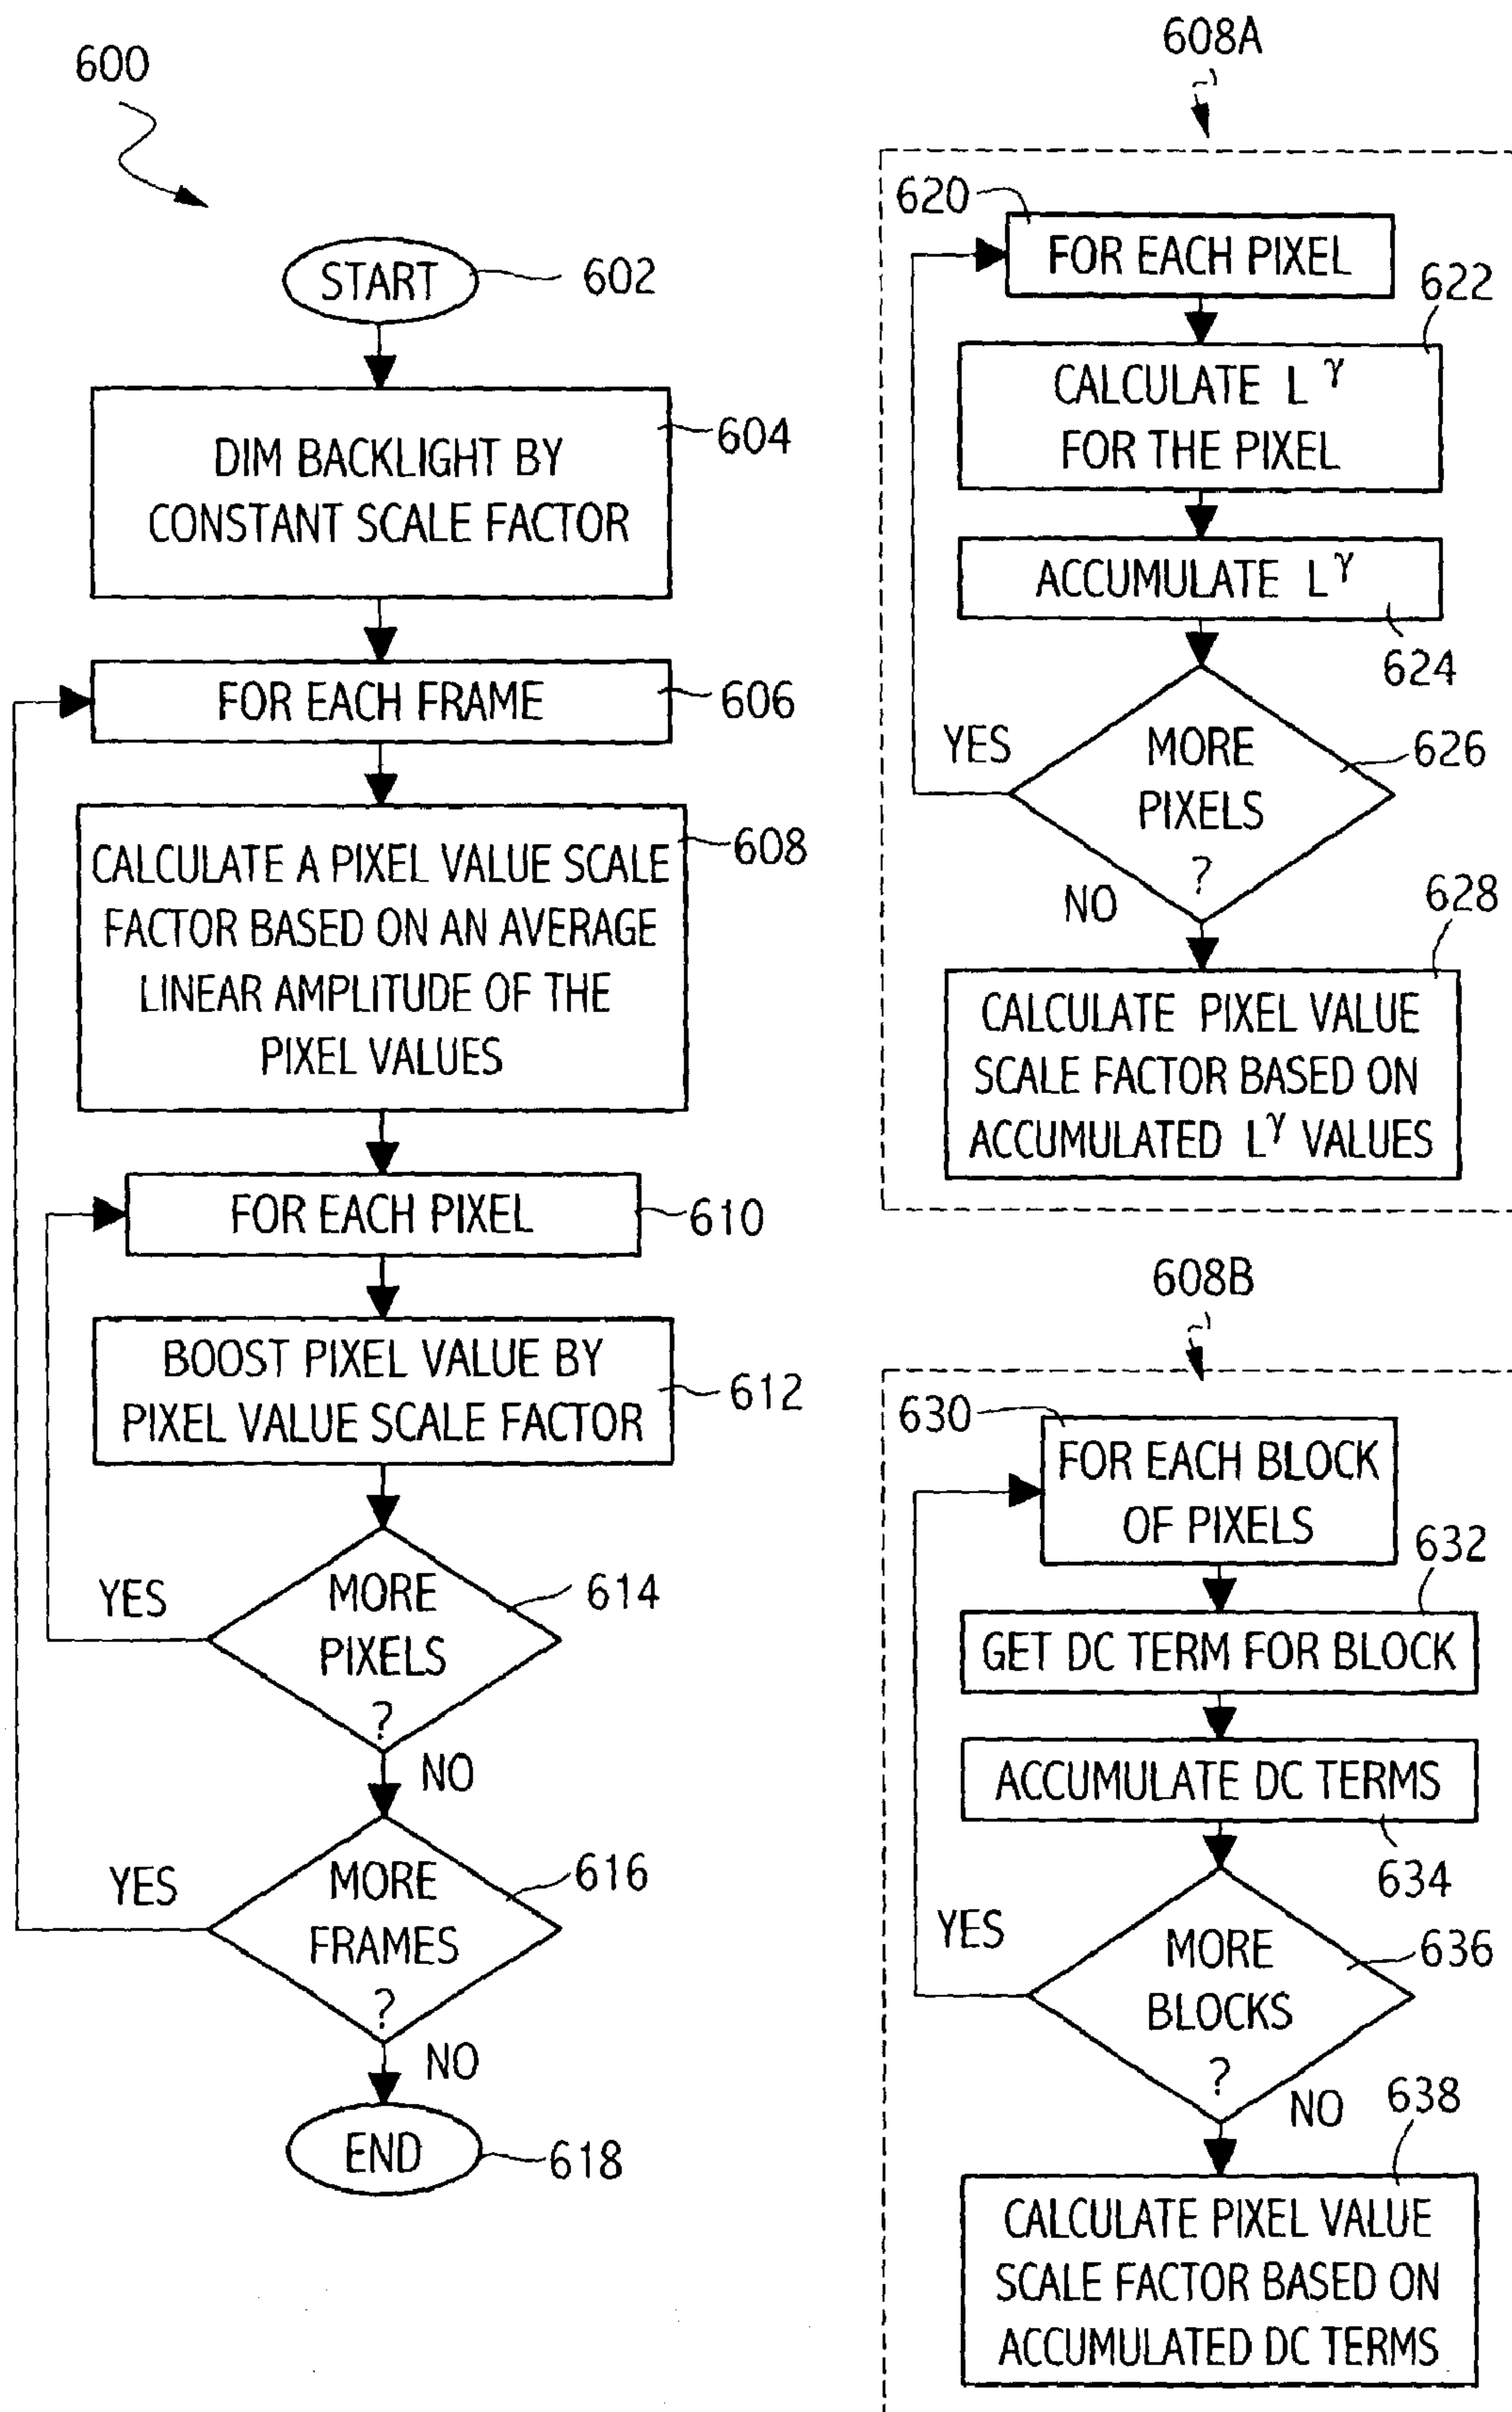 600
START
602
DIM BACKLIGHT BY
CONSTANT SCALE FACTOR
604
FOR EACH FRAME
606
CALCULATE A PIXEL VALUE SCALE
FACTOR BASED ON AN AVERAGE
LINEAR AMPLITUDE OF THE
PIXEL VALUES
608
FOR EACH PIXEL
610
BOOST PIXEL VALUE BY
PIXEL VALUE SCALE FACTOR
612
MORE
PIXELS
?
614
YES
NO
MORE
FRAMES
?
616
YES
NO
END
618
608A
620
FOR EACH PIXEL
622
CALCULATE L^γ
FOR THE PIXEL
ACCUMULATE L^γ
624
MORE
PIXELS
?
626
YES
NO
628
CALCULATE PIXEL VALUE
SCALE FACTOR BASED ON
ACCUMULATED L^γ VALUES
608B
630
FOR EACH BLOCK
OF PIXELS
632
GET DC TERM FOR BLOCK
ACCUMULATE DC TERMS
634
MORE
BLOCKS
?
636
YES
NO
638
CALCULATE PIXEL VALUE
SCALE FACTOR BASED ON
ACCUMULATED DC TERMS